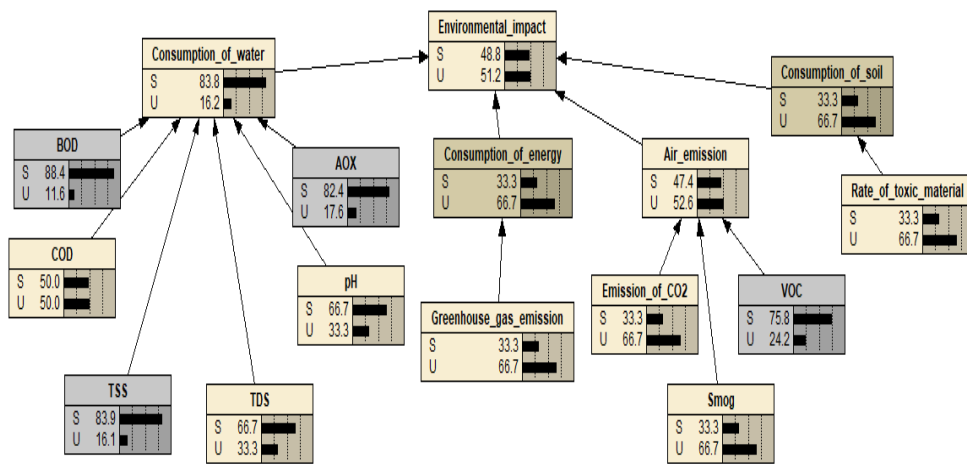 Environmental_impact
S 48.8
U 51.2
Consumption_of_water
S 83.8
U 16.2
Consumption_of_soil
S 33.3
U 66.7
BOD
S 88.4
U 11.6
AOX
S 82.4
U 17.6
Consumption_of_energy
S 33.3
U 66.7
Air_emission
S 47.4
U 52.6
Rate_of_toxic_material
S 33.3
U 66.7
COD
S 50.0
U 50.0
pH
S 66.7
U 33.3
Greenhouse_gas_emission
S 33.3
U 66.7
Emission_of_CO2
S 33.3
U 66.7
VOC
S 75.8
U 24.2
TSS
S 83.9
U 16.1
TDS
S 66.7
U 33.3
Smog
S 33.3
U 66.7